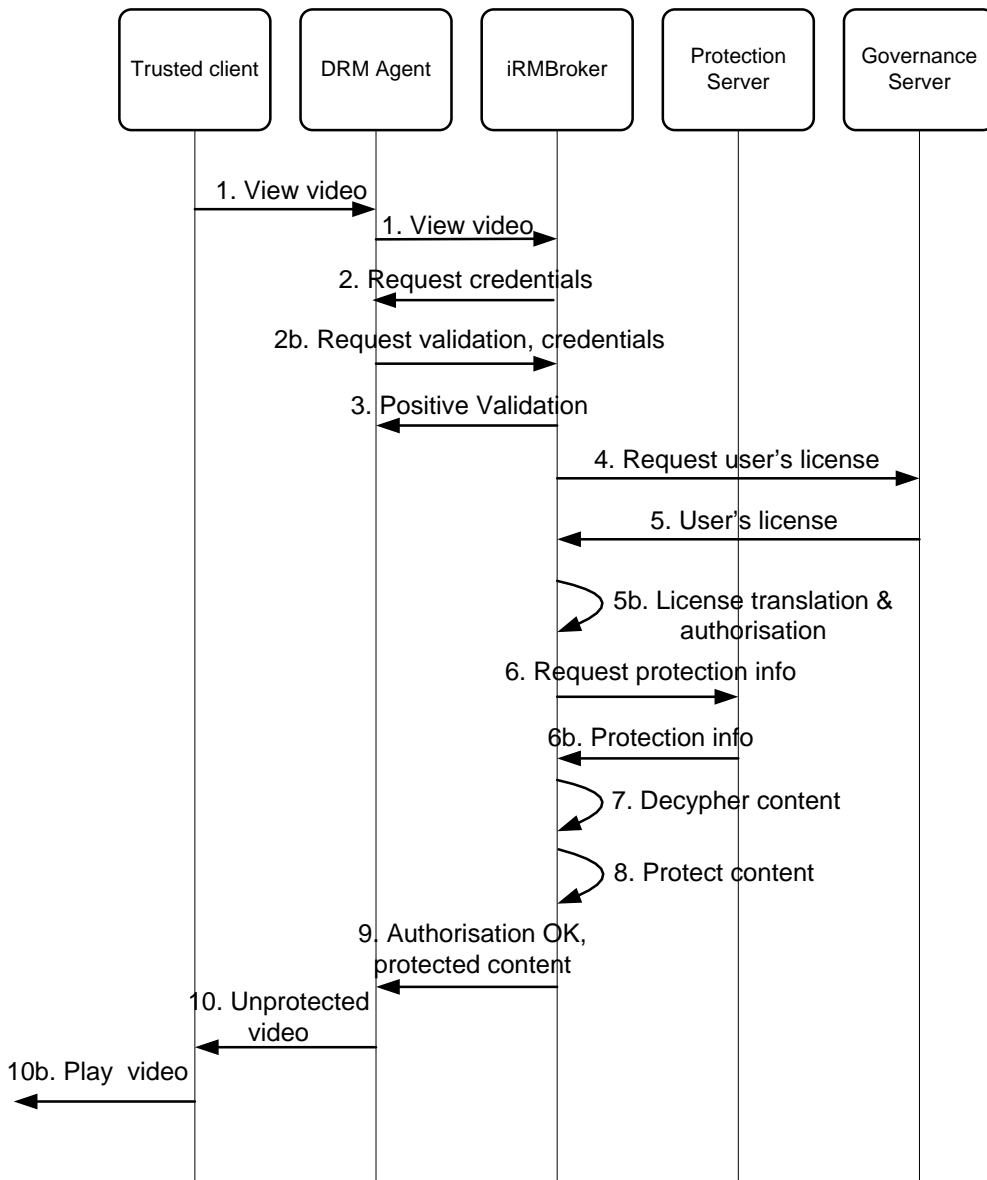 Trusted client
DRM Agent
iRMBroker
Protection
Server
Governance
Server
1. View video
1. View video
2. Request credentials
2b. Request validation, credentials
3. Positive Validation
4. Request user's license
5. User's license
5b. License translation &
authorisation
6. Request protection info
6b. Protection info
7. Decypher content
8. Protect content
9. Authorisation OK,
protected content
10. Unprotected
video
10b. Play  video